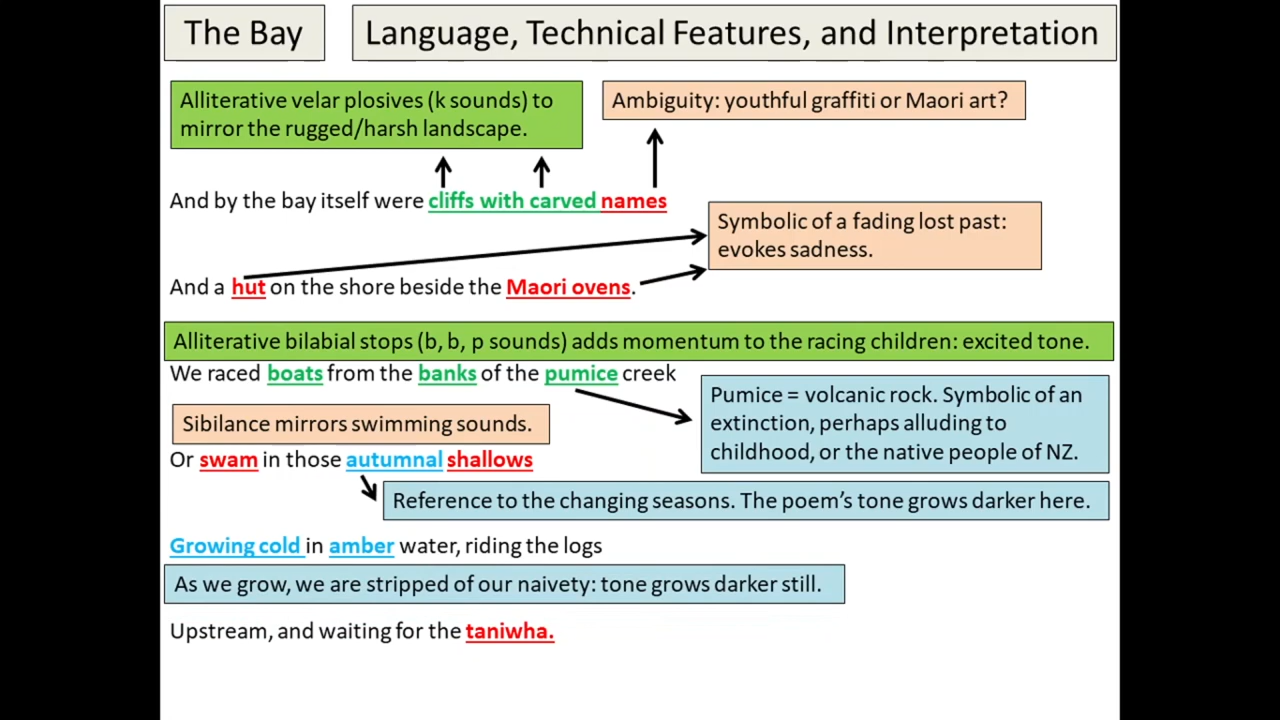 The Bay
Language, Technical Features, and Interpretation
Alliterative velar plosives (k sounds) to
mirror the rugged/harsh landscape.
Ambiguity: youthful graffiti or Maori art?
And by the bay itself were cliffs with carved names
Symbolic of a fading lost past:
evokes sadness.
And a hut on the shore beside the Maori ovens.
Alliterative bilabial stops (b, b, p sounds) adds momentum to the racing children: excited tone.
We raced boats from the banks of the pumice creek
Pumice = volcanic rock. Symbolic of an
extinction, perhaps alluding to
childhood, or the native people of NZ.
Sibilance mirrors swimming sounds.
Or swam in those autumnal shallows
Reference to the changing seasons. The poem's tone grows darker here.
Growing cold in amber water, riding the logs
As we grow, we are stripped of our naivety: tone grows darker still.
Upstream, and waiting for the taniwha.